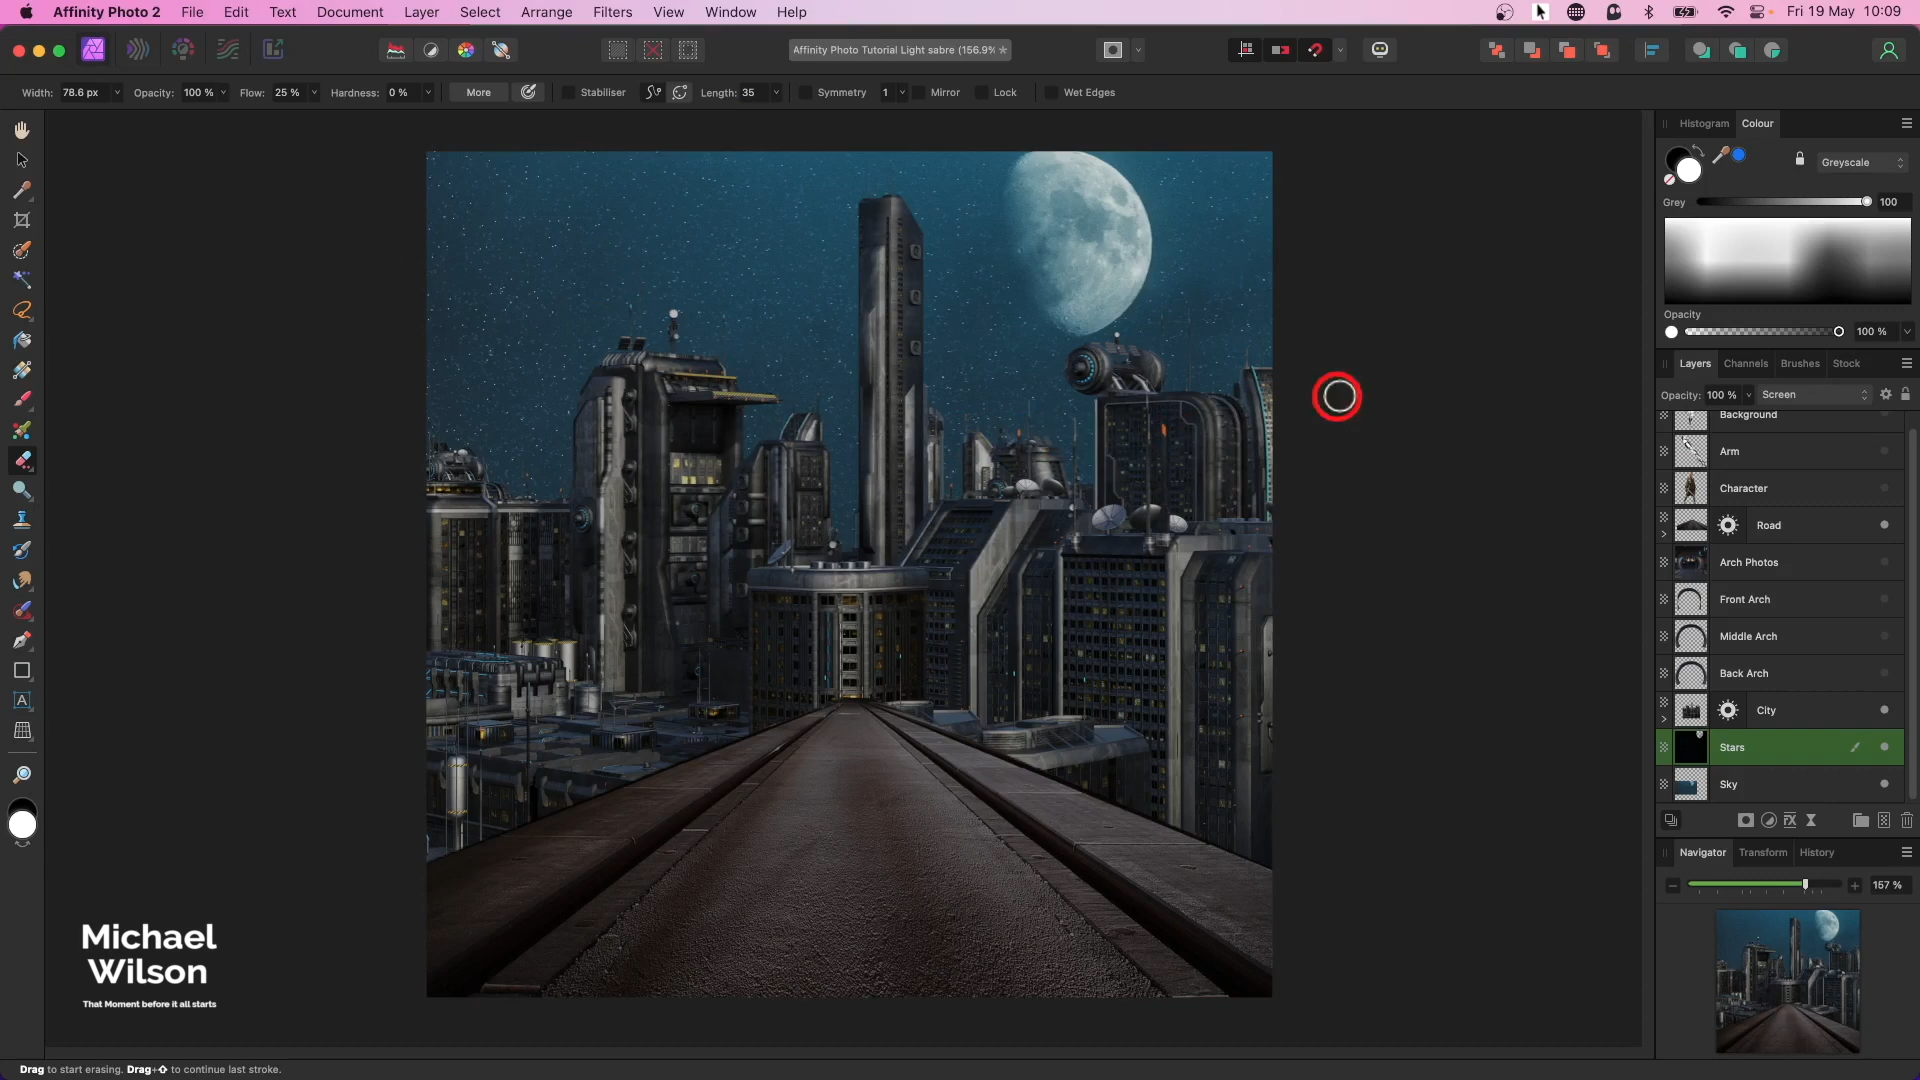 Affinity Photo 2 File Edit Text Document Layer Select Arrange Filters View Window Help Fri 19 May 10:09
Affinity Photo Tutorial Light sabre (156.9%)
Width: 78.6 px Opacity: 100 % Flow: 25 % Hardness: 0 % More Stabiliser Length: 35 Symmetry 1 Mirror Lock Wet Edges
Histogram Colour
Greyscale
Grey 100
Opacity
100 %
Layers Channels Brushes Stock
Opacity: 100 % Screen
Background
Arm
Character
Road
Arch Photos
Front Arch
Middle Arch
Back Arch
City
Stars
Sky
Navigator Transform History
157 %
Michael
Wilson
That Moment before it all starts
Drag to start erasing. Drag+⇧ to continue last stroke.